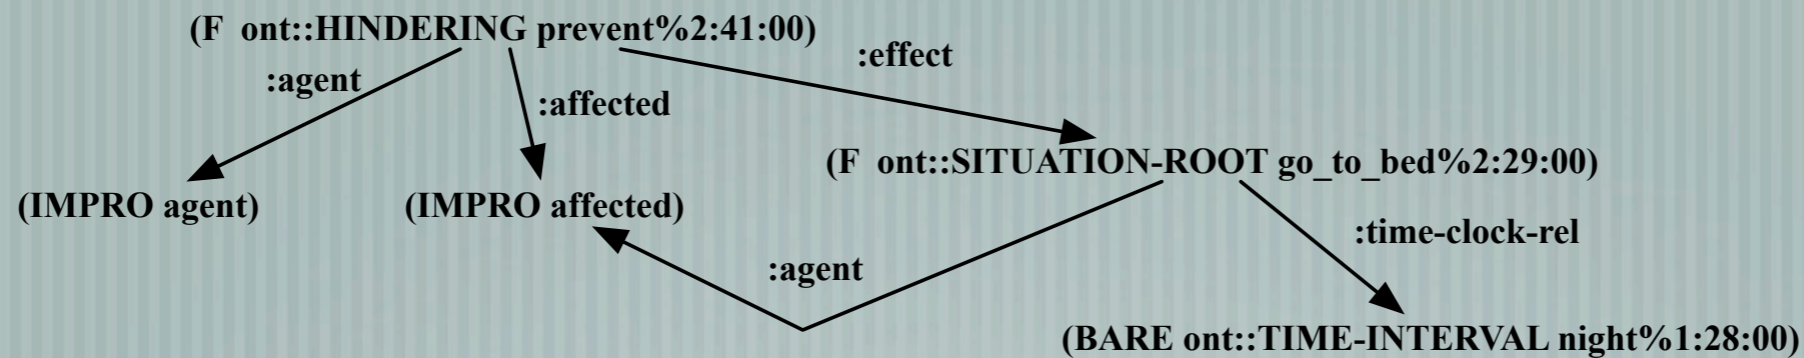 (F ont::HINDERING prevent%2:41:00)
:effect
:agent
:affected
(F ont::SITUATION-ROOT go_to_bed%2:29:00)
(IMPRO agent)
(IMPRO affected)
:time-clock-rel
:agent
(BARE ont::TIME-INTERVAL night%1:28:00)